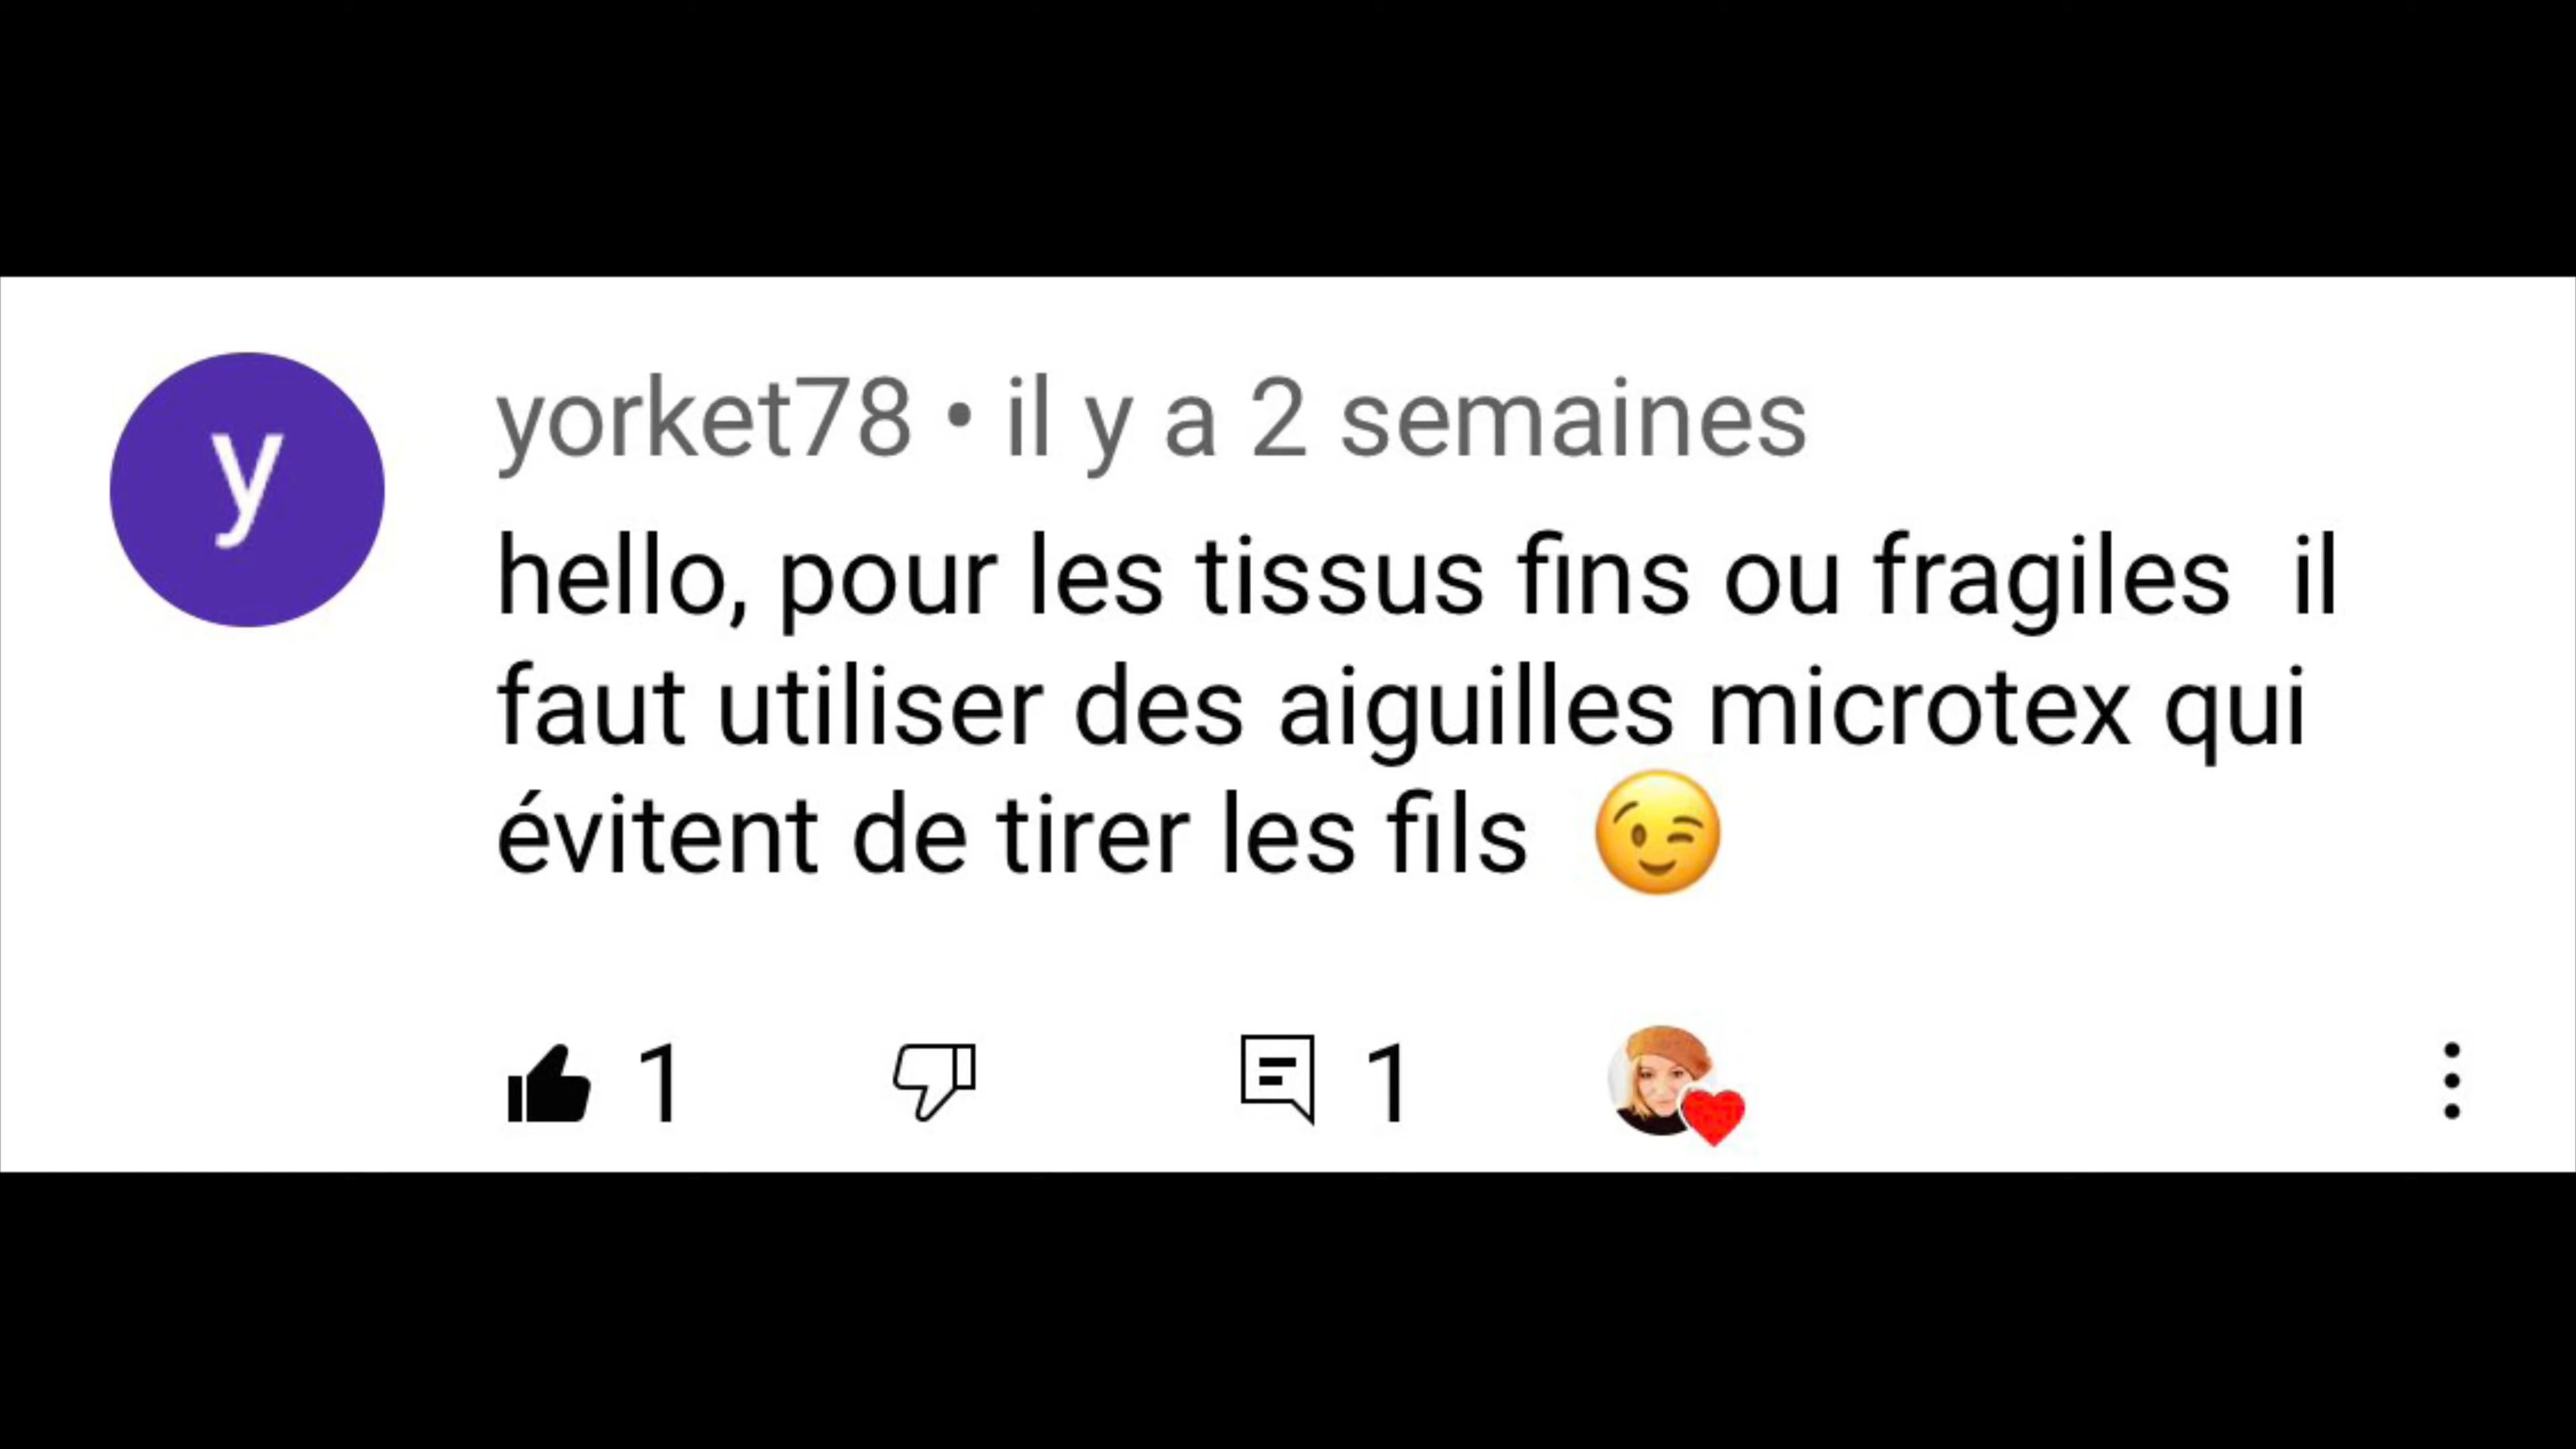 y
yorket78 • il y a 2 semaines
hello, pour les tissus fins ou fragiles  il
faut utiliser des aiguilles microtex qui
évitent de tirer les fils  😉
1
1